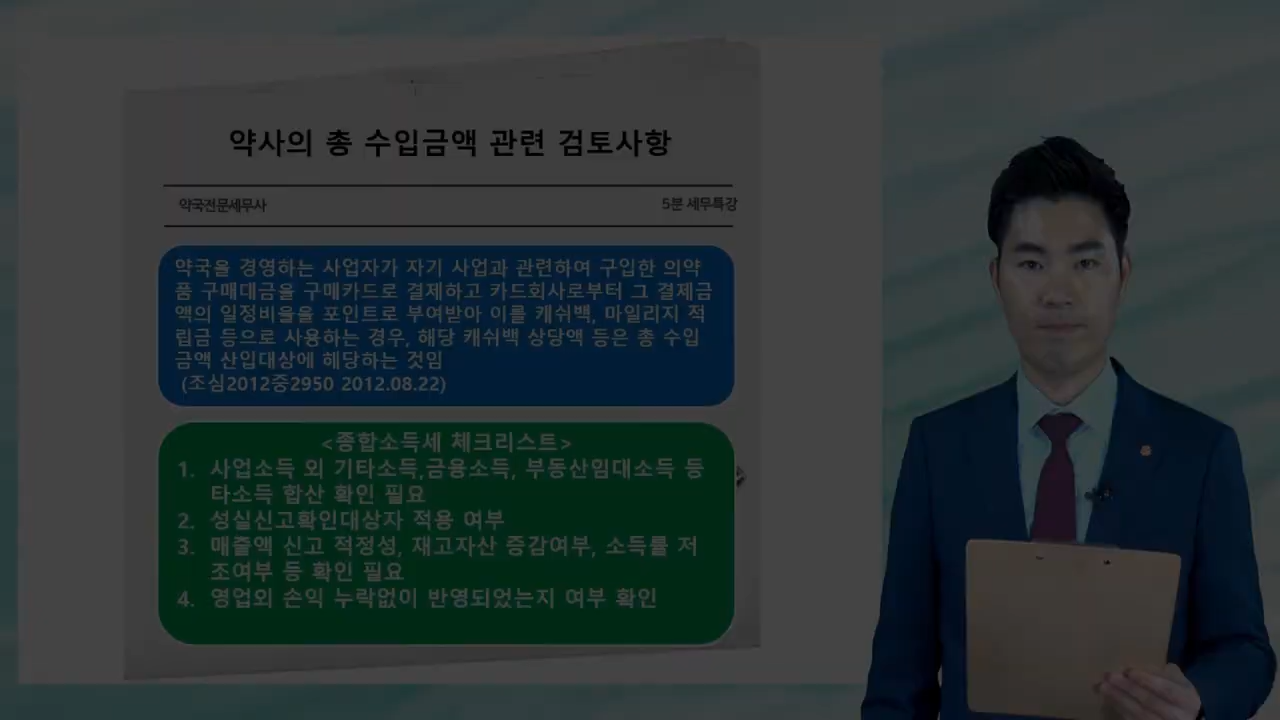 약사의 총 수입금액 관련 검토사항
약국전문세무사
5분 세무특강
약국을 경영하는 사업자가 자기 사업과 관련하여 구입한 의약
품 구매대금을 구매카드로 결제하고 카드회사로부터 그 결제금
액의 일정비율을 포인트로 부여받아 이를 캐쉬백, 마일리지 적
립금 등으로 사용하는 경우, 해당 캐쉬백 상당액 등은 총 수입
금액 산입대상에 해당하는 것임
(조심2012중2950 2012.08.22)
<종합소득세 체크리스트>
1. 사업소득 외 기타소득,금융소득, 부동산임대소득 등
타소득 합산 확인 필요
2. 성실신고확인대상자 적용 여부
3. 매출액 신고 적정성, 재고자산 증감여부, 소득률 저
조여부 등 확인 필요
4. 영업외 손익 누락없이 반영되었는지 여부 확인